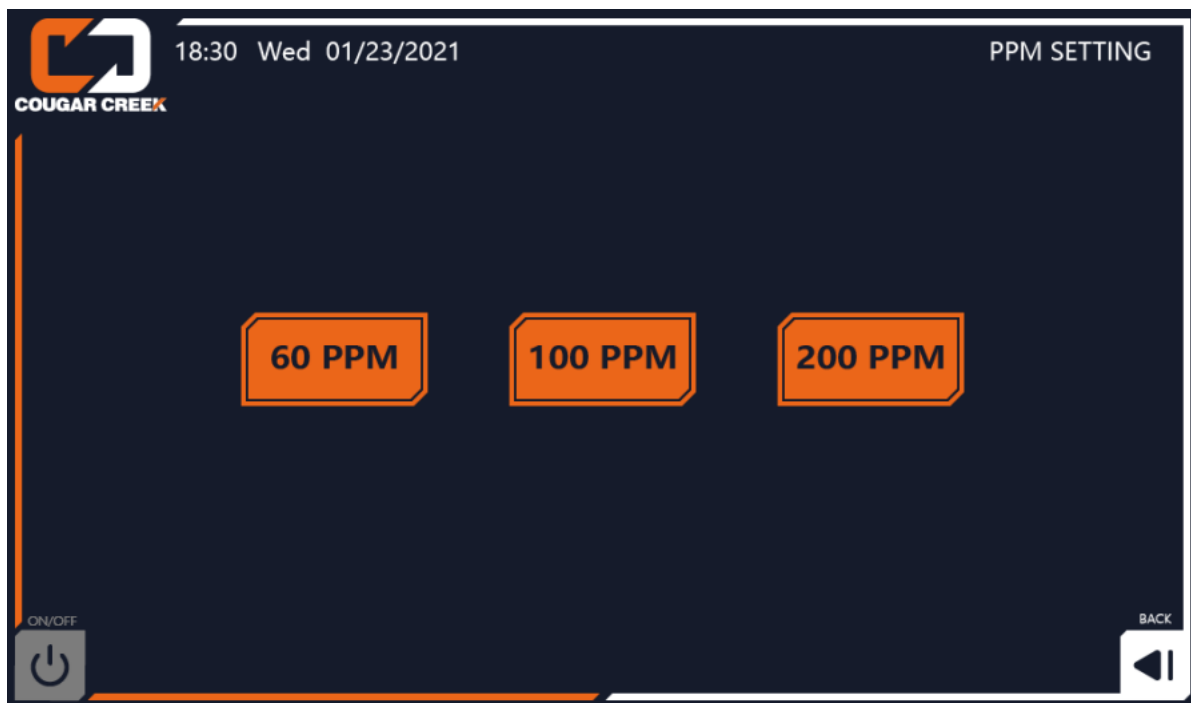 18:30 Wed 01/23/2021
PPM SETTING
COUGAR CREEK
60 PPM
100 PPM
200 PPM
ON/OFF
BACK